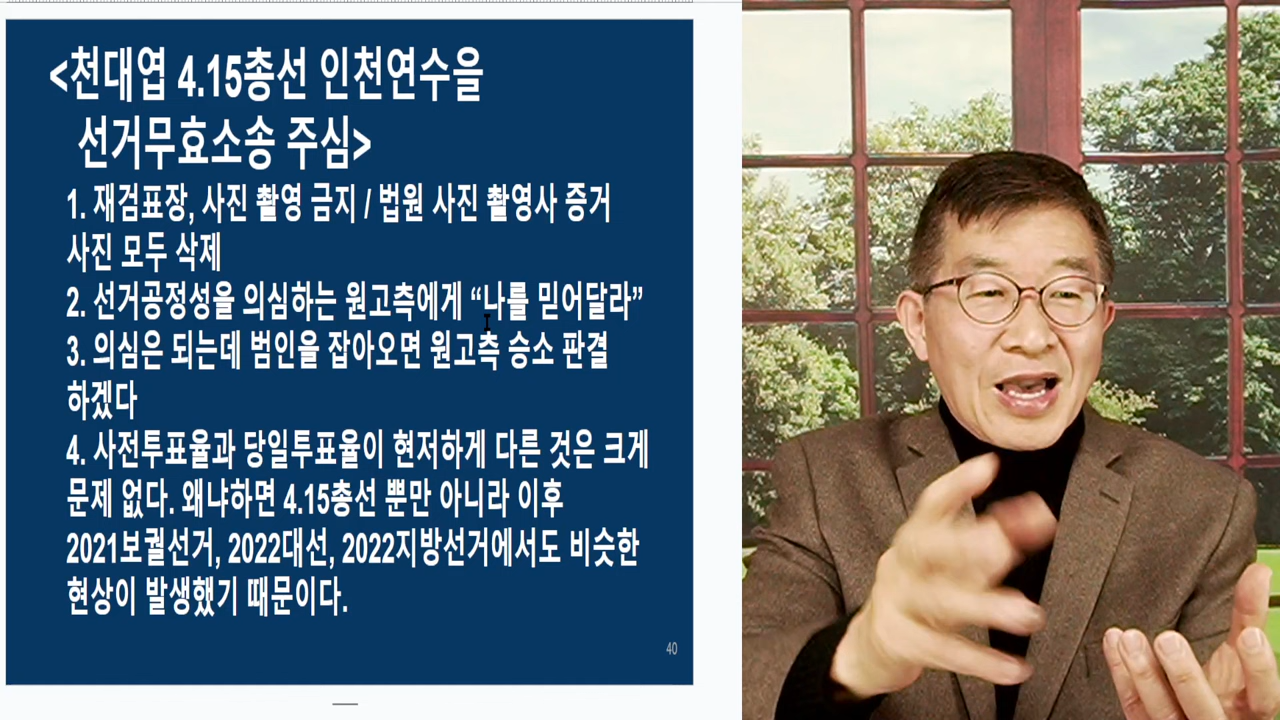 <천대엽 4.15총선 인천연수을
선거무효소송 주심>
1. 재검표장, 사진 촬영 금지 / 법원 사진 촬영사 증거
사진 모두 삭제
2. 선거공정성을 의심하는 원고측에게 “나를 믿어달라”
3. 의심은 되는데 범인을 잡아오면 원고측 승소 판결
하겠다
4. 사전투표율과 당일투표율이 현저하게 다른 것은 크게
문제 없다. 왜냐하면 4.15총선 뿐만 아니라 이후
2021보궐선거, 2022대선, 2022지방선거에서도 비슷한
현상이 발생했기 때문이다.
40